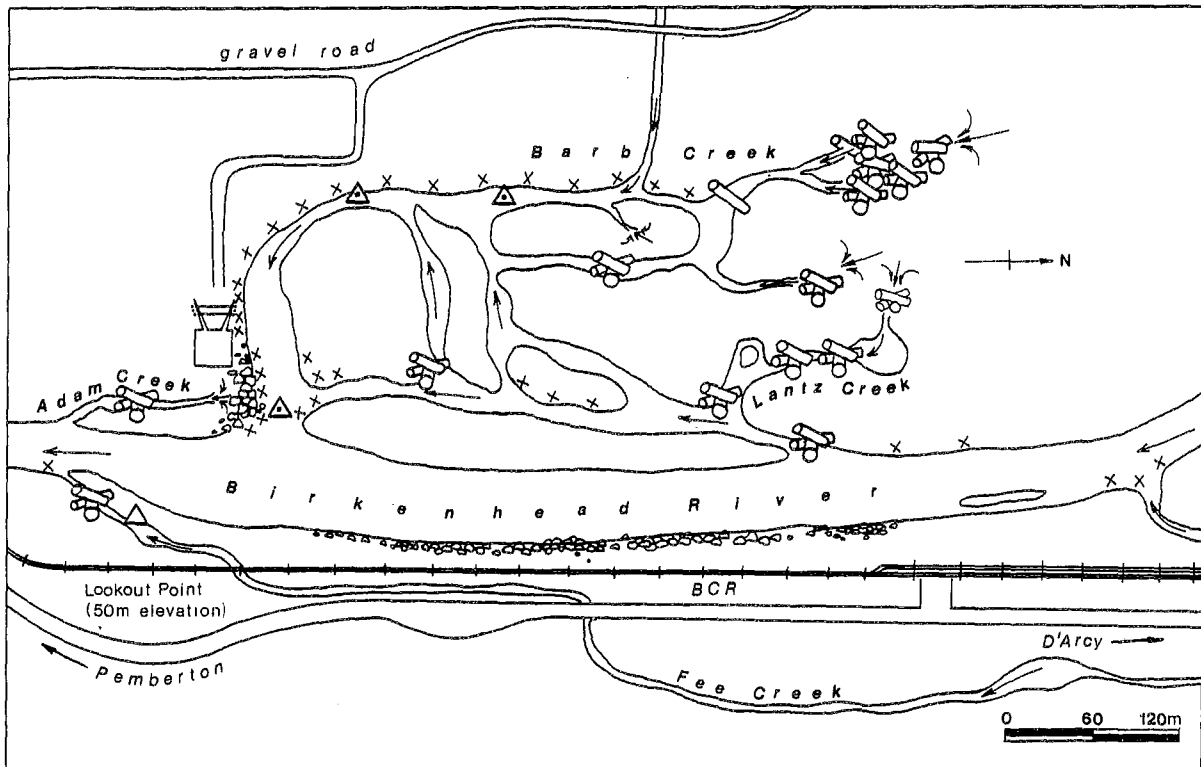 gravel road
Barb Creek
N
Adam Creek
Lantz Creek
Birkenhead River
Lookout Point
(50m elevation)
BCR
D'Arcy
Pemberton
Fee Creek
0 60 120m